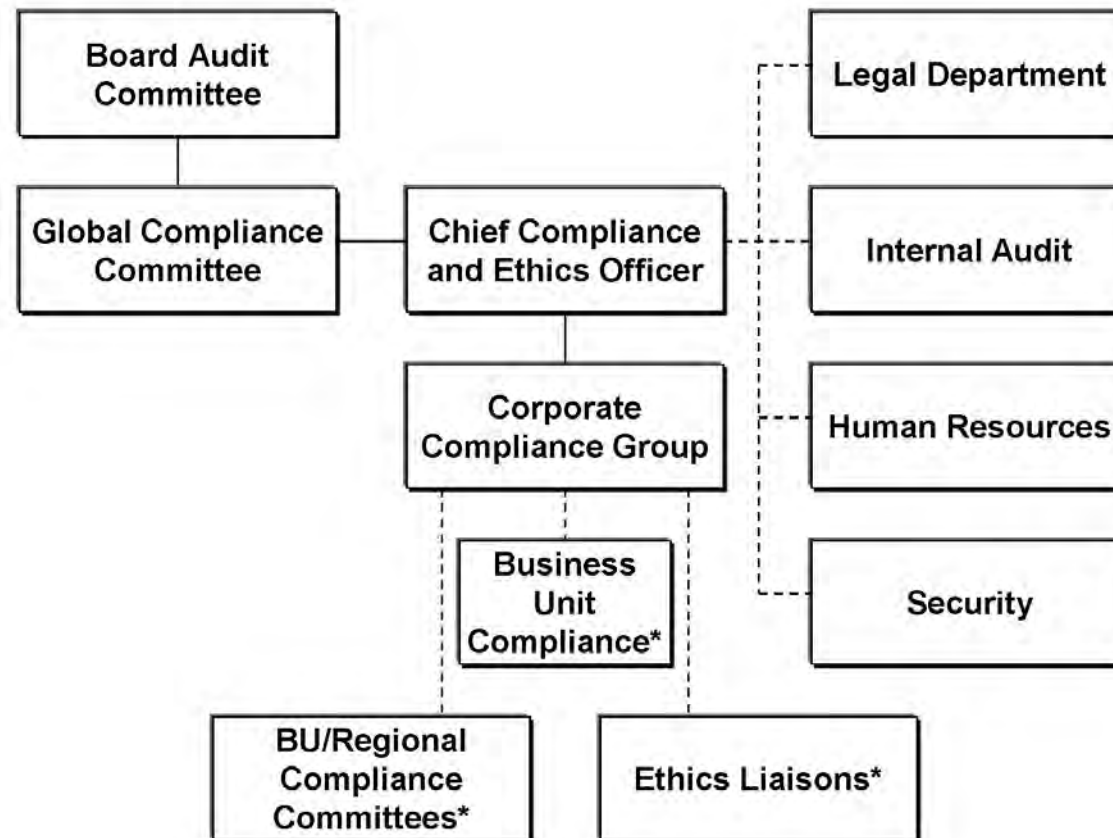 Board Audit
Committee
Legal Department
Global Compliance
Committee
Chief Compliance
and Ethics Officer
Internal Audit
Corporate
Compliance Group
Human Resources
Business
Unit
Compliance*
Security
BU/Regional
Compliance
Committees*
Ethics Liaisons*